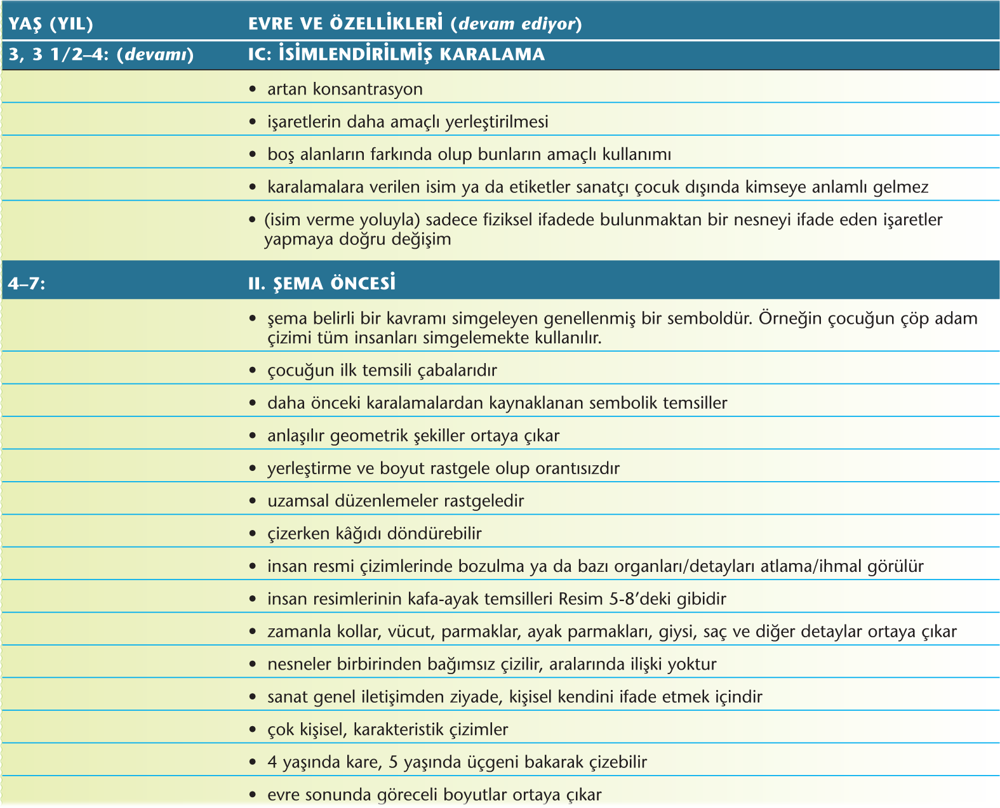 YAŞ (YIL) EVRE VE ÖZELLİKLERİ (devam ediyor)
3, 3 1/2–4: (devamı) IC: İSİMLENDİRİLMİŞ KARALAMA
• artan konsantrasyon
• işaretlerin daha amaçlı yerleştirilmesi
• boş alanların farkında olup bunların amaçlı kullanımı
• karalamalara verilen isim ya da etiketler sanatçı çocuk dışında kimseye anlamlı gelmez
• (isim verme yoluyla) sadece fiziksel ifadede bulunmaktan bir nesneyi ifade eden işaretler
yapmaya doğru değişim
4–7: II. ŞEMA ÖNCESİ
• şema belirli bir kavramı simgeleyen genellenmiş bir semboldür. Örneğin çocuğun çöp adam
çizimi tüm insanları simgelemekte kullanılır.
• çocuğun ilk temsili çabalarıdır
• daha önceki karalamalardan kaynaklanan sembolik temsiller
• anlaşılır geometrik şekiller ortaya çıkar
• yerleştirme ve boyut rastgele olup orantısızdır
• uzamsal düzenlemeler rastgeledir
• çizerken kâğıdı döndürebilir
• insan resmi çizimlerinde bozulma ya da bazı organları/detayları atlama/ihmal görülür
• insan resimlerinin kafa-ayak temsilleri Resim 5-8’deki gibidir
• zamanla kollar, vücut, parmaklar, ayak parmakları, giysi, saç ve diğer detaylar ortaya çıkar
• nesneler birbirinden bağımsız çizilir, aralarında ilişki yoktur
• sanat genel iletişimden ziyade, kişisel kendini ifade etmek içindir
• çok kişisel, karakteristik çizimler
• 4 yaşında kare, 5 yaşında üçgeni bakarak çizebilir
• evre sonunda göreceli boyutlar ortaya çıkar